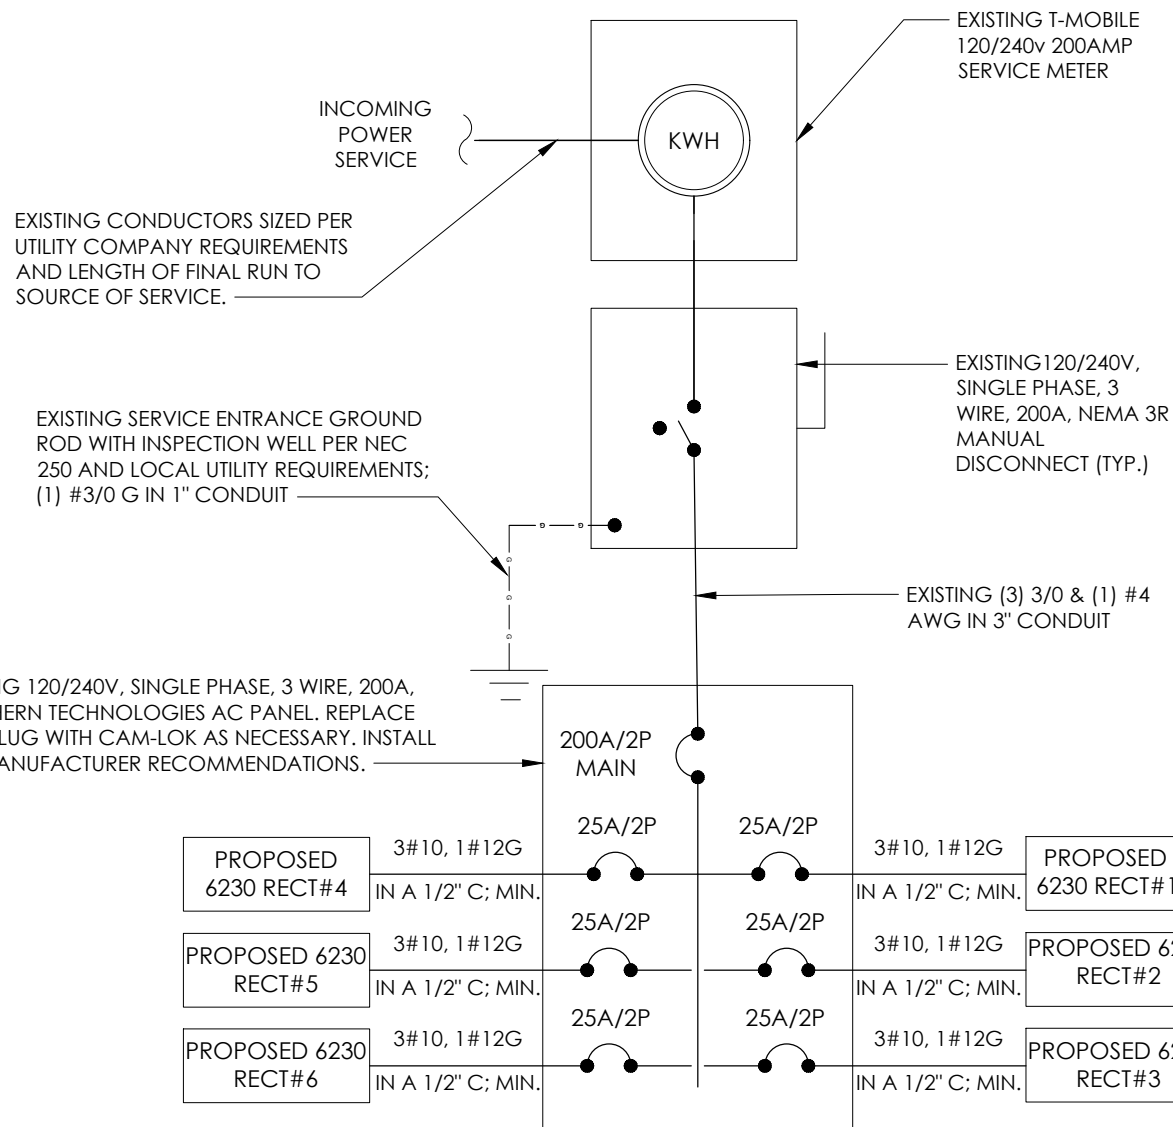 EXISTING T-MOBILE
120/240v 200AMP
SERVICE METER
INCOMING
POWER
SERVICE
KWH
EXISTING CONDUCTORS SIZED PER
UTILITY COMPANY REQUIREMENTS
AND LENGTH OF FINAL RUN TO
SOURCE OF SERVICE.
EXISTING120/240V,
SINGLE PHASE, 3
WIRE, 200A, NEMA 3R
MANUAL
DISCONNECT (TYP.)
EXISTING SERVICE ENTRANCE GROUND
ROD WITH INSPECTION WELL PER NEC
250 AND LOCAL UTILITY REQUIREMENTS;
(1) #3/0 G IN 1" CONDUIT
G G
G
G
G
EXISTING (3) 3/0 & (1) #4
AWG IN 3" CONDUIT
120/240V, SINGLE PHASE, 3 WIRE, 200A,
TECHNOLOGIES AC PANEL. REPLACE
WITH CAM-LOK AS NECESSARY. INSTALL
RECOMMENDATIONS.
200A/2P
MAIN
25A/2P 25A/2P
PROPOSED
6230 RECT#4
3#10, 1#12G
IN A 1/2" C; MIN.
3#10, 1#12G
IN A 1/2" C; MIN.
PROPOSED
6230 RECT#1
25A/2P 25A/2P
PROPOSED 6230
RECT#5
3#10, 1#12G
IN A 1/2" C; MIN.
3#10, 1#12G
IN A 1/2" C; MIN.
PROPOSED
RECT#2
25A/2P 25A/2P
PROPOSED 6230
RECT#6
3#10, 1#12G
IN A 1/2" C; MIN.
3#10, 1#12G
IN A 1/2" C; MIN.
PROPOSED
RECT#3